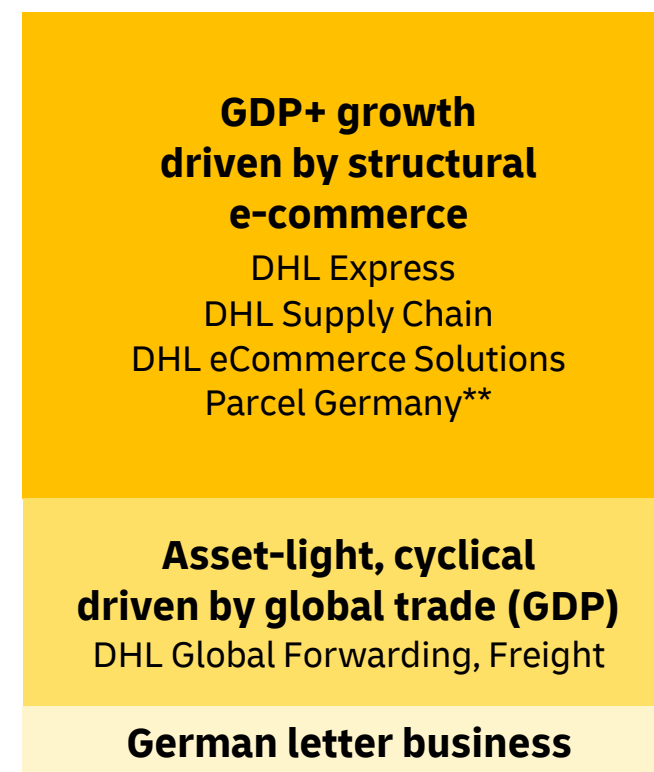 GDP+ growth
driven by structural
e-commerce
DHL Express
DHL Supply Chain
DHL eCommerce Solutions
Parcel Germany**
Asset-light, cyclical
driven by global trade (GDP)
DHL Global Forwarding, Freight
German letter business